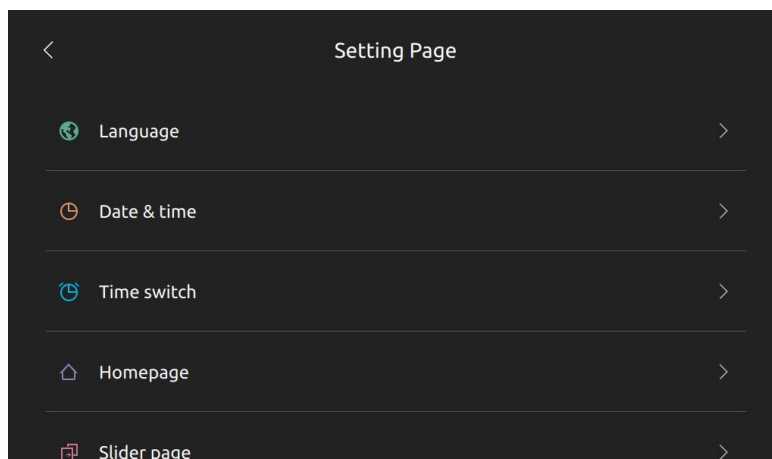 Setting Page
Language
Date & time
Time switch
Homepage
Slider page